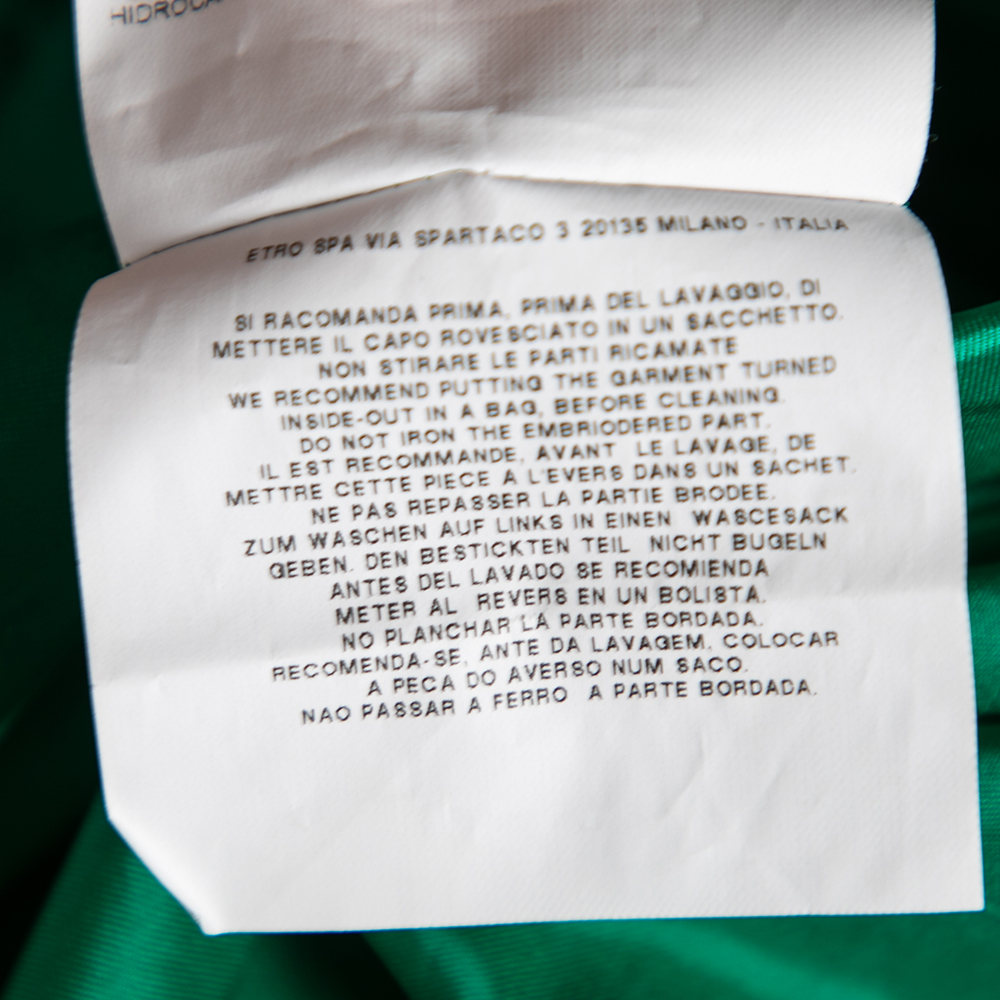 ETRO SPA VIA SPARTACO 3 20135 MILANO - ITALIA
SI RACOMANDA PRIMA, PRIMA DEL LAVAGGIO, DI
METTERE IL CAPO ROVESCIATO IN UN SACCHETTO.
NON STIRARE LE PARTI RICAMATE
WE RECOMMEND PUTTING THE GARMENT TURNED
INSIDE-OUT IN A BAG, BEFORE CLEANING.
DO NOT IRON THE EMBRIODERED PART.
IL EST RECOMMANDE, AVANT LE LAVAGE, DE
METTRE CETTE PIECE A L'EVERS DANS UN SACHET.
NE PAS REPASSER LA PARTIE BRODEE.
ZUM WASCHEN AUF LINKS IN EINEN WASCESACK
GEBEN. DEN BESTICKTEN TEIL NICHT BUGELN
ANTES DEL LAVADO SE RECOMIENDA
METER AL REVERS EN UN BOLISTA.
NO PLANCHAR LA PARTE BORDADA.
RECOMENDA-SE, ANTE DA LAVAGEM, COLOCAR
A PECA DO AVERSO NUM SACO.
NAO PASSAR A FERRO A PARTE BORDADA.